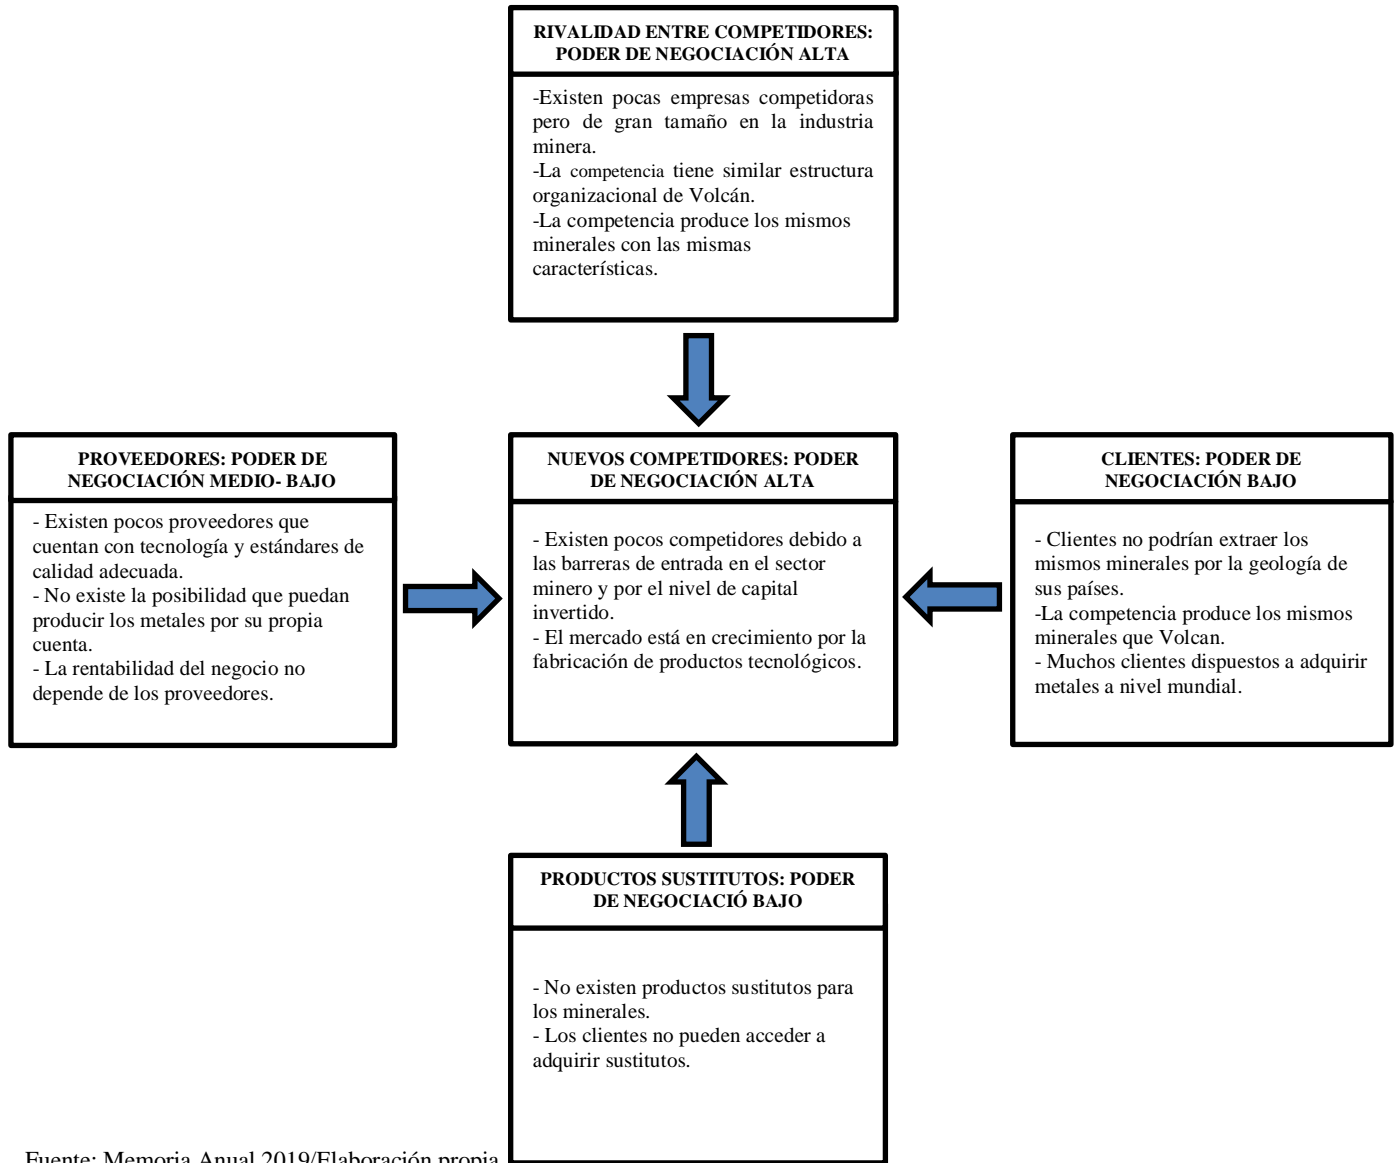 RIVALIDAD ENTRE COMPETIDORES:
PODER DE NEGOCIACIÓN ALTA
-Existen pocas empresas competidoras
pero de gran tamaño en la industria
minera.
-La competencia tiene similar estructura
organizacional de Volcán.
-La competencia produce los mismos
minerales con las mismas
características.
PROVEEDORES: PODER DE
NEGOCIACIÓN MEDIO- BAJO
- Existen pocos proveedores que
cuentan con tecnología y estándares de
calidad adecuada.
- No existe la posibilidad que puedan
producir los metales por su propia
cuenta.
- La rentabilidad del negocio no
depende de los proveedores.
NUEVOS COMPETIDORES: PODER
DE NEGOCIACIÓN ALTA
- Existen pocos competidores debido a
las barreras de entrada en el sector
minero y por el nivel de capital
invertido.
- El mercado está en crecimiento por la
fabricación de productos tecnológicos.
CLIENTES: PODER DE
NEGOCIACIÓN BAJO
- Clientes no podrían extraer los
mismos minerales por la geología de
sus países.
-La competencia produce los mismos
minerales que Volcan.
- Muchos clientes dispuestos a adquirir
metales a nivel mundial.
PRODUCTOS SUSTITUTOS: PODER
DE NEGOCIACIÓ BAJO
- No existen productos sustitutos para
los minerales.
- Los clientes no pueden acceder a
adquirir sustitutos.
Fuente: Memoria Anual 2019/Elaboración propia